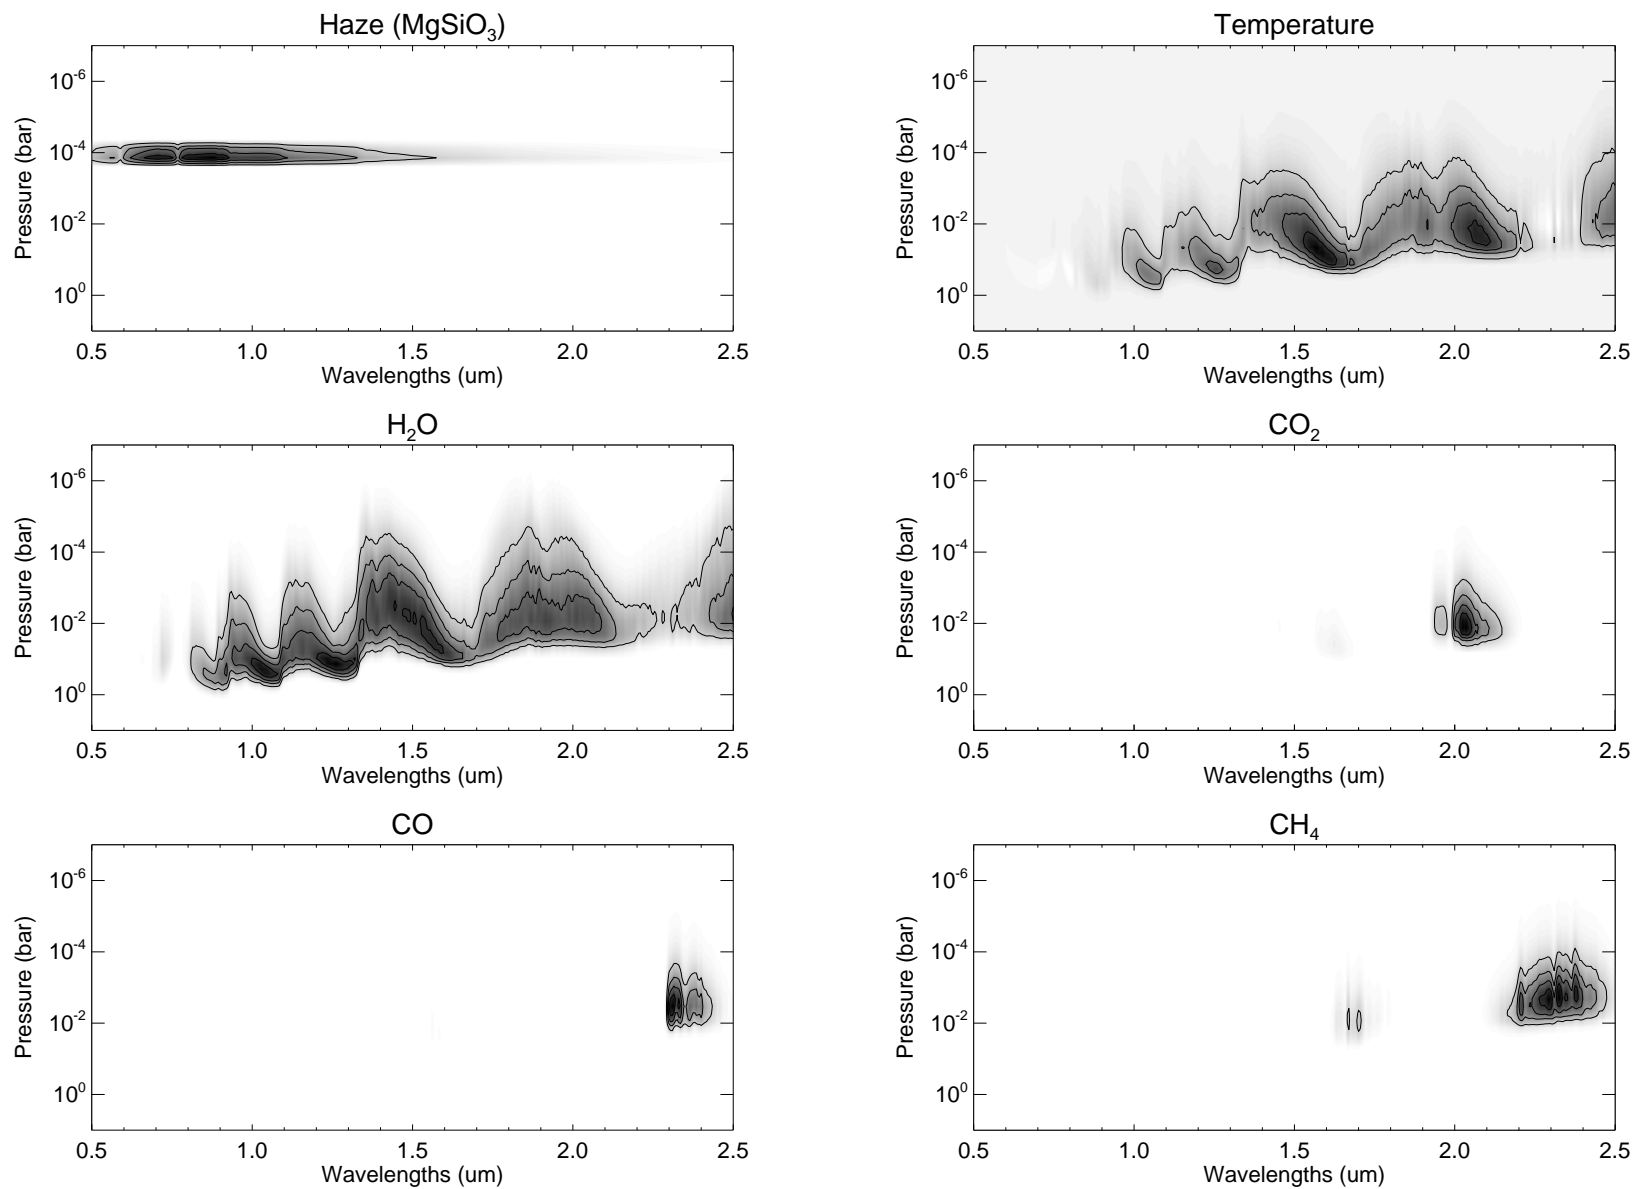 Haze (MgSiO₃)
Pressure (bar)
10⁻⁶
10⁻⁴
10⁻²
10⁰
0.5 1.0 1.5 2.0 2.5
Wavelengths (um)
Temperature
Pressure (bar)
10⁻⁶
10⁻⁴
10⁻²
10⁰
0.5 1.0 1.5 2.0 2.5
Wavelengths (um)
H₂O
Pressure (bar)
10⁻⁶
10⁻⁴
10⁻²
10⁰
0.5 1.0 1.5 2.0 2.5
Wavelengths (um)
CO₂
Pressure (bar)
10⁻⁶
10⁻⁴
10⁻²
10⁰
0.5 1.0 1.5 2.0 2.5
Wavelengths (um)
CO
Pressure (bar)
10⁻⁶
10⁻⁴
10⁻²
10⁰
0.5 1.0 1.5 2.0 2.5
Wavelengths (um)
CH₄
Pressure (bar)
10⁻⁶
10⁻⁴
10⁻²
10⁰
0.5 1.0 1.5 2.0 2.5
Wavelengths (um)